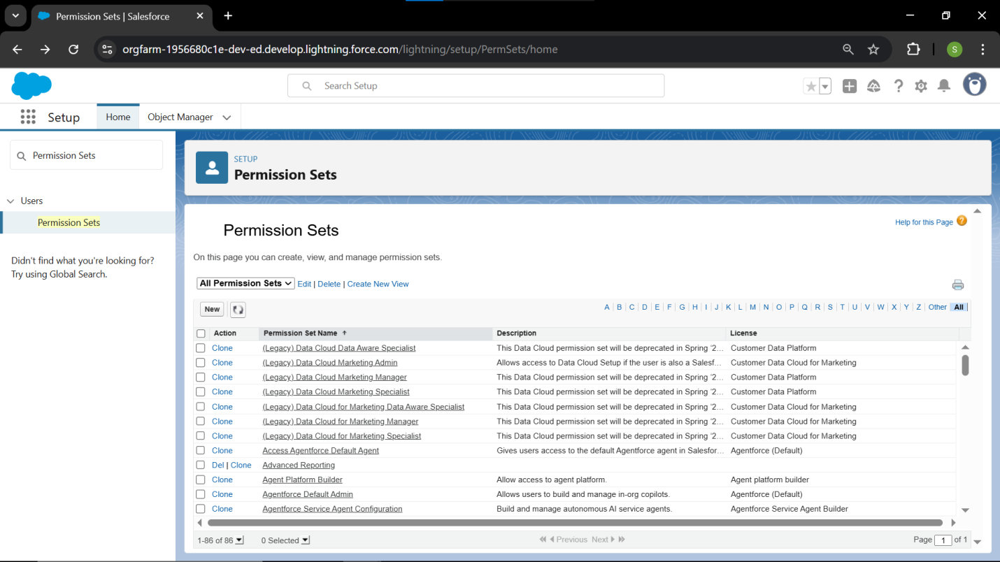 Permission Sets | Salesforce
orgfarm-1956680c1e-dev-ed.develop.lightning.force.com/lightning/setup/PermSets/home
S
Search Setup
Setup Home Object Manager
Permission Sets
Users
Permission Sets
Didn't find what you're looking for?
Try using Global Search.
SETUP
Permission Sets
Permission Sets
Help for this Page ?
On this page you can create, view, and manage permission sets.
All Permission Sets Edit | Delete | Create New View
New A | B | C | D | E | F | G | H | I | J | K | L | M | N | O | P | Q | R | S | T | U | V | W | X | Y | Z | Other All
Action Permission Set Name ↑ Description License
Clone (Legacy) Data Cloud Data Aware Specialist This Data Cloud permission set will be deprecated in Spring '2... Customer Data Platform
Clone (Legacy) Data Cloud Marketing Admin Allows access to Data Cloud Setup if the user is also a Salesf... Customer Data Cloud for Marketing
Clone (Legacy) Data Cloud Marketing Manager This Data Cloud permission set will be deprecated in Spring '2... Customer Data Platform
Clone (Legacy) Data Cloud Marketing Specialist This Data Cloud permission set will be deprecated in Spring '2... Customer Data Platform
Clone (Legacy) Data Cloud for Marketing Data Aware Specialist This Data Cloud permission set will be deprecated in Spring '2... Customer Data Cloud for Marketing
Clone (Legacy) Data Cloud for Marketing Manager This Data Cloud permission set will be deprecated in Spring '2... Customer Data Cloud for Marketing
Clone (Legacy) Data Cloud for Marketing Specialist This Data Cloud permission set will be deprecated in Spring '2... Customer Data Cloud for Marketing
Clone Access Agentforce Default Agent Gives users access to the default Agentforce agent in Salesfor... Agentforce (Default)
Del | Clone Advanced Reporting
Clone Agent Platform Builder Allow access to agent platform. Agent platform builder
Clone Agentforce Default Admin Allows users to build and manage in-org copilots. Agentforce (Default)
Clone Agentforce Service Agent Configuration Build and manage autonomous AI service agents. Agentforce Service Agent Builder
1-86 of 86 0 Selected Previous Next Page 1 of 1